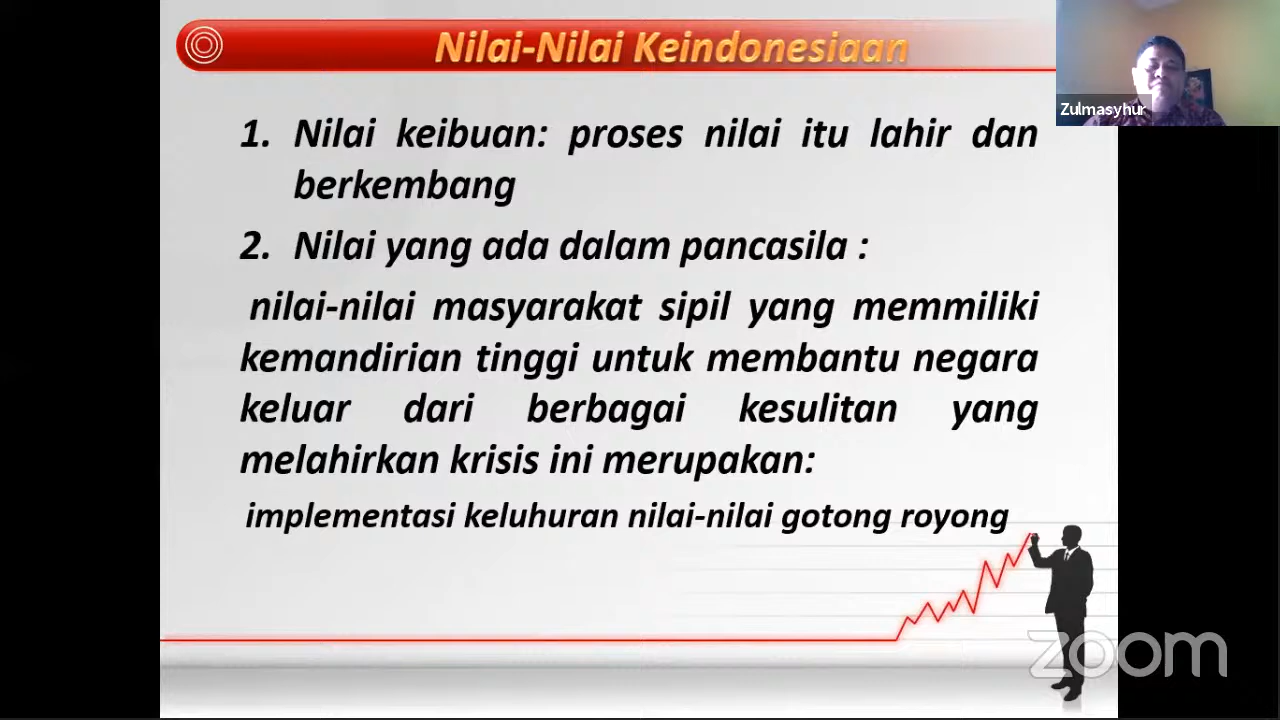 Nilai-Nilai Keindonesiaan
Zulmasyhur
1. Nilai keibuan: proses nilai itu lahir dan
berkembang
2. Nilai yang ada dalam pancasila :
nilai-nilai masyarakat sipil yang memmiliki
kemandirian tinggi untuk membantu negara
keluar dari berbagai kesulitan yang
melahirkan krisis ini merupakan:
implementasi keluhuran nilai-nilai gotong royong
zoom